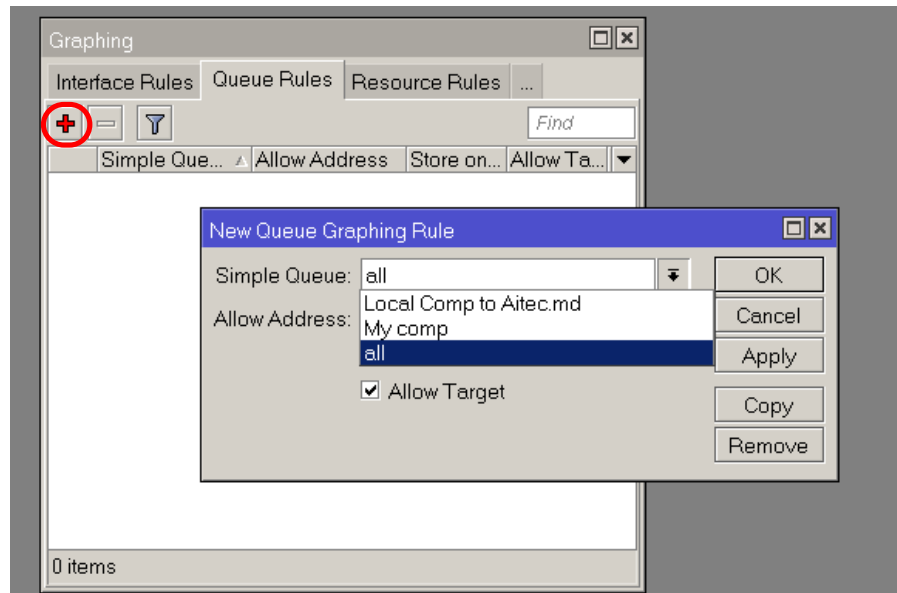 Graphing
Interface Rules Queue Rules Resource Rules ...
Find
Simple Que... Allow Address Store on... Allow Ta...
New Queue Graphing Rule
Simple Queue: all OK
Local Comp to Aitec.md
Allow Address: My comp Cancel
all Apply
Allow Target
Copy
Remove
0 items